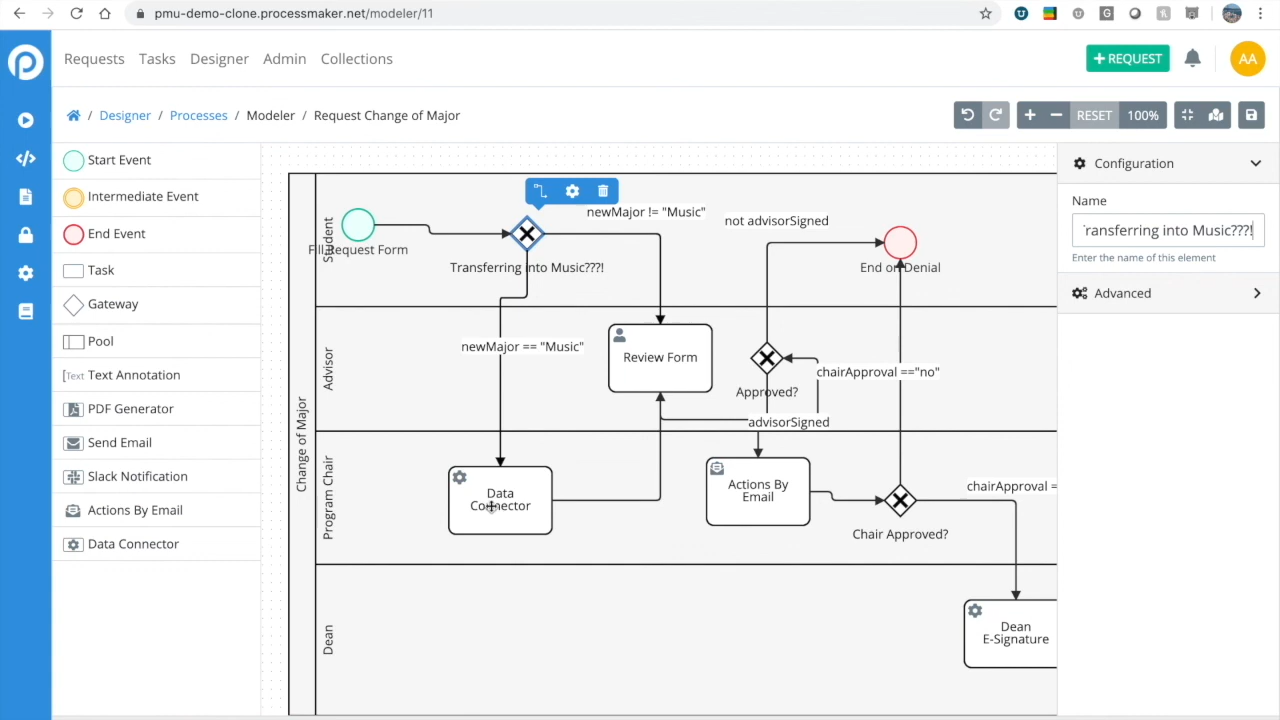 pmu-demo-clone.processmaker.net/modeler/11
Requests Tasks Designer Admin Collections
+ REQUEST
AA
/ Designer / Processes / Modeler / Request Change of Major
RESET 100%
Start Event
Intermediate Event
End Event
Task
Gateway
Pool
[Text Text Annotation
PDF Generator
Send Email
Slack Notification
Actions By Email
Data Connector
Change of Major
Student
Fill Request Form
Transferring into Music???!
newMajor != "Music"
not advisorSigned
End on Denial
newMajor == "Music"
Advisor
Review Form
Approved?
chairApproval =="no"
advisorSigned
Program Chair
Data
Connector
Actions By
Email
Chair Approved?
chairApproval =
Dean
Dean
E-Signature
Configuration
Name
Transferring into Music???!
Enter the name of this element
Advanced